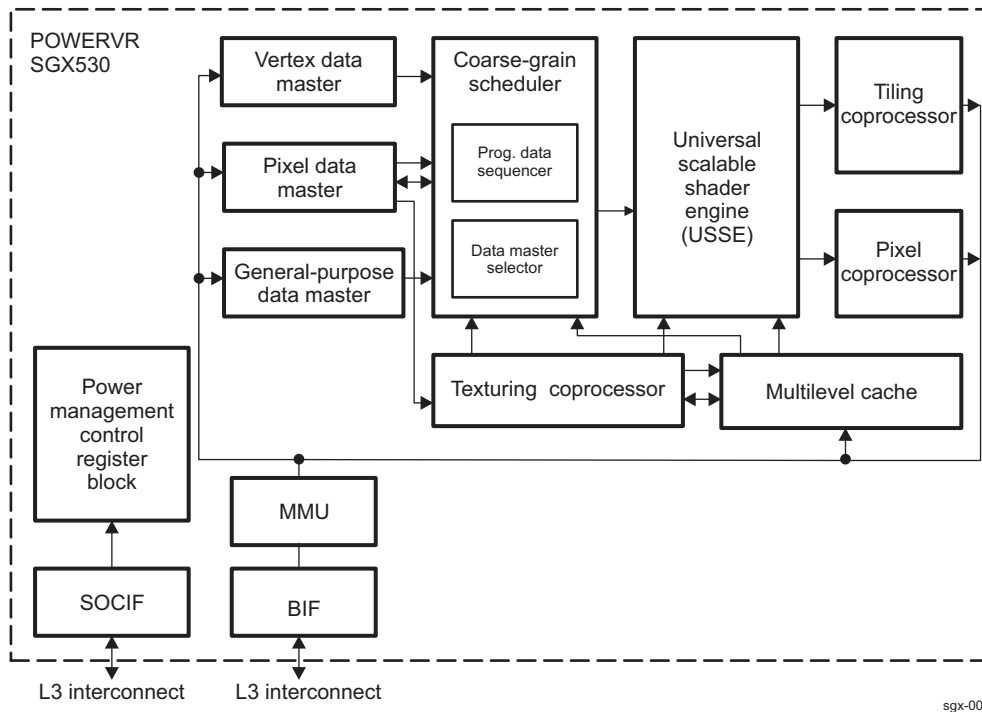 POWERVR
SGX530
Vertex data
master
Pixel data
master
General-purpose
data master
Coarse-grain
scheduler
Prog. data
sequencer
Data master
selector
Universal
scalable
shader
engine
(USSE)
Tiling
coprocessor
Pixel
coprocessor
Texturing coprocessor
Multilevel cache
Power
management
control
register
block
MMU
SOCIF
BIF
L3 interconnect
L3 interconnect
sgx-00